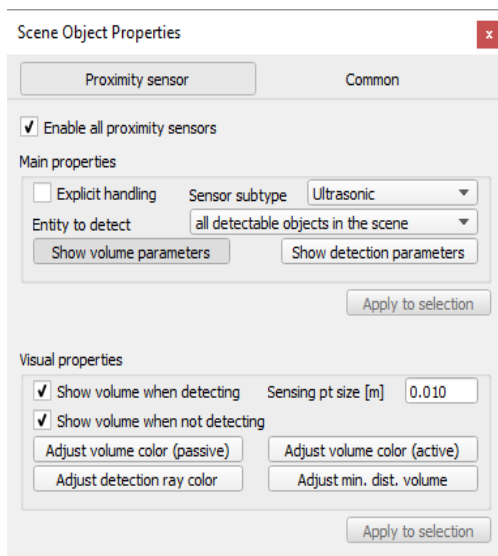 Scene Object Properties x
Proximity sensor Common
Enable all proximity sensors
Main properties
Explicit handling Sensor subtype Ultrasonic
Entity to detect all detectable objects in the scene
Show volume parameters Show detection parameters
Apply to selection
Visual properties
Show volume when detecting Sensing pt size [m] 0.010
Show volume when not detecting
Adjust volume color (passive) Adjust volume color (active)
Adjust detection ray color Adjust min. dist. volume
Apply to selection